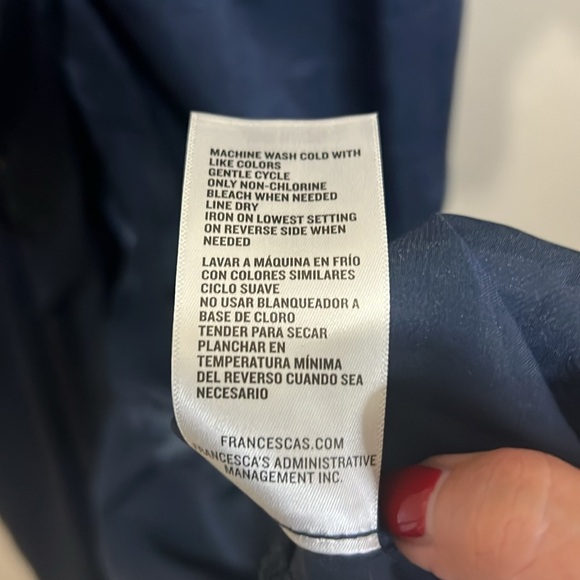 MACHINE WASH COLD WITH
LIKE COLORS
GENTLE CYCLE
ONLY NON-CHLORINE
BLEACH WHEN NEEDED
LINE DRY
IRON ON LOWEST SETTING
ON REVERSE SIDE WHEN
NEEDED
LAVAR A MÁQUINA EN FRÍO
CON COLORES SIMILARES
CICLO SUAVE
NO USAR BLANQUEADOR A
BASE DE CLORO
TENDER PARA SECAR
PLANCHAR EN
TEMPERATURA MÍNIMA
DEL REVERSO CUANDO SEA
NECESARIO
FRANCESCAS.COM
FRANCESCA'S ADMINISTRATIVE
MANAGEMENT INC.